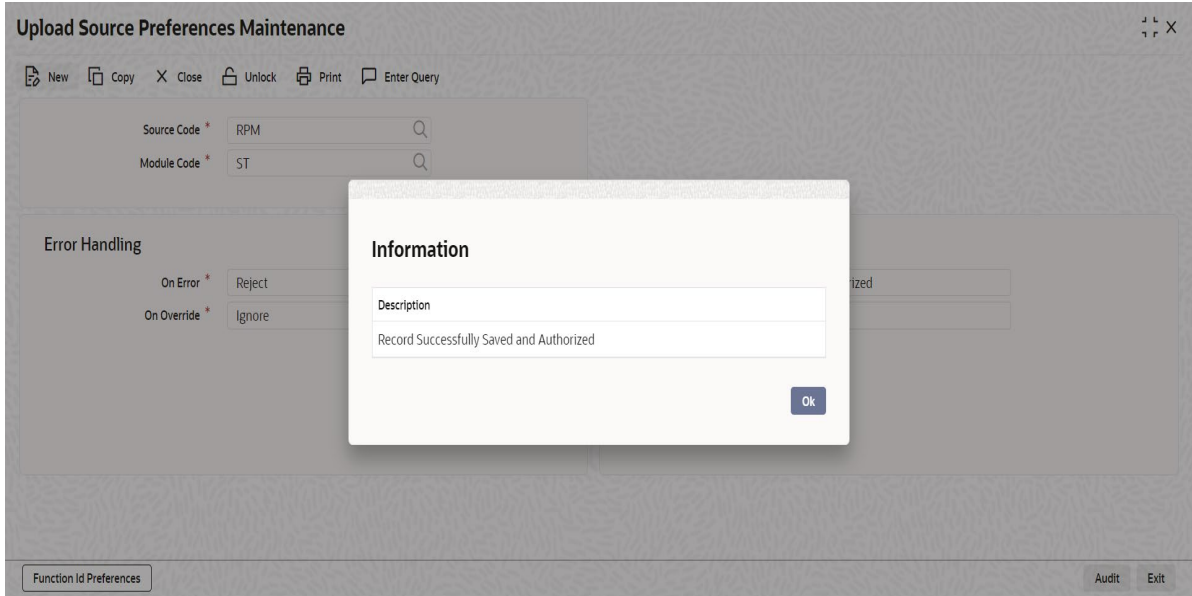 Upload Source Preferences Maintenance
New Copy Close Unlock Print Enter Query
Source Code * RPM
Module Code * ST
Error Handling
On Error * Reject
On Override * Ignore
ized
Information
Description
Record Successfully Saved and Authorized
Ok
Function Id Preferences
Audit Exit